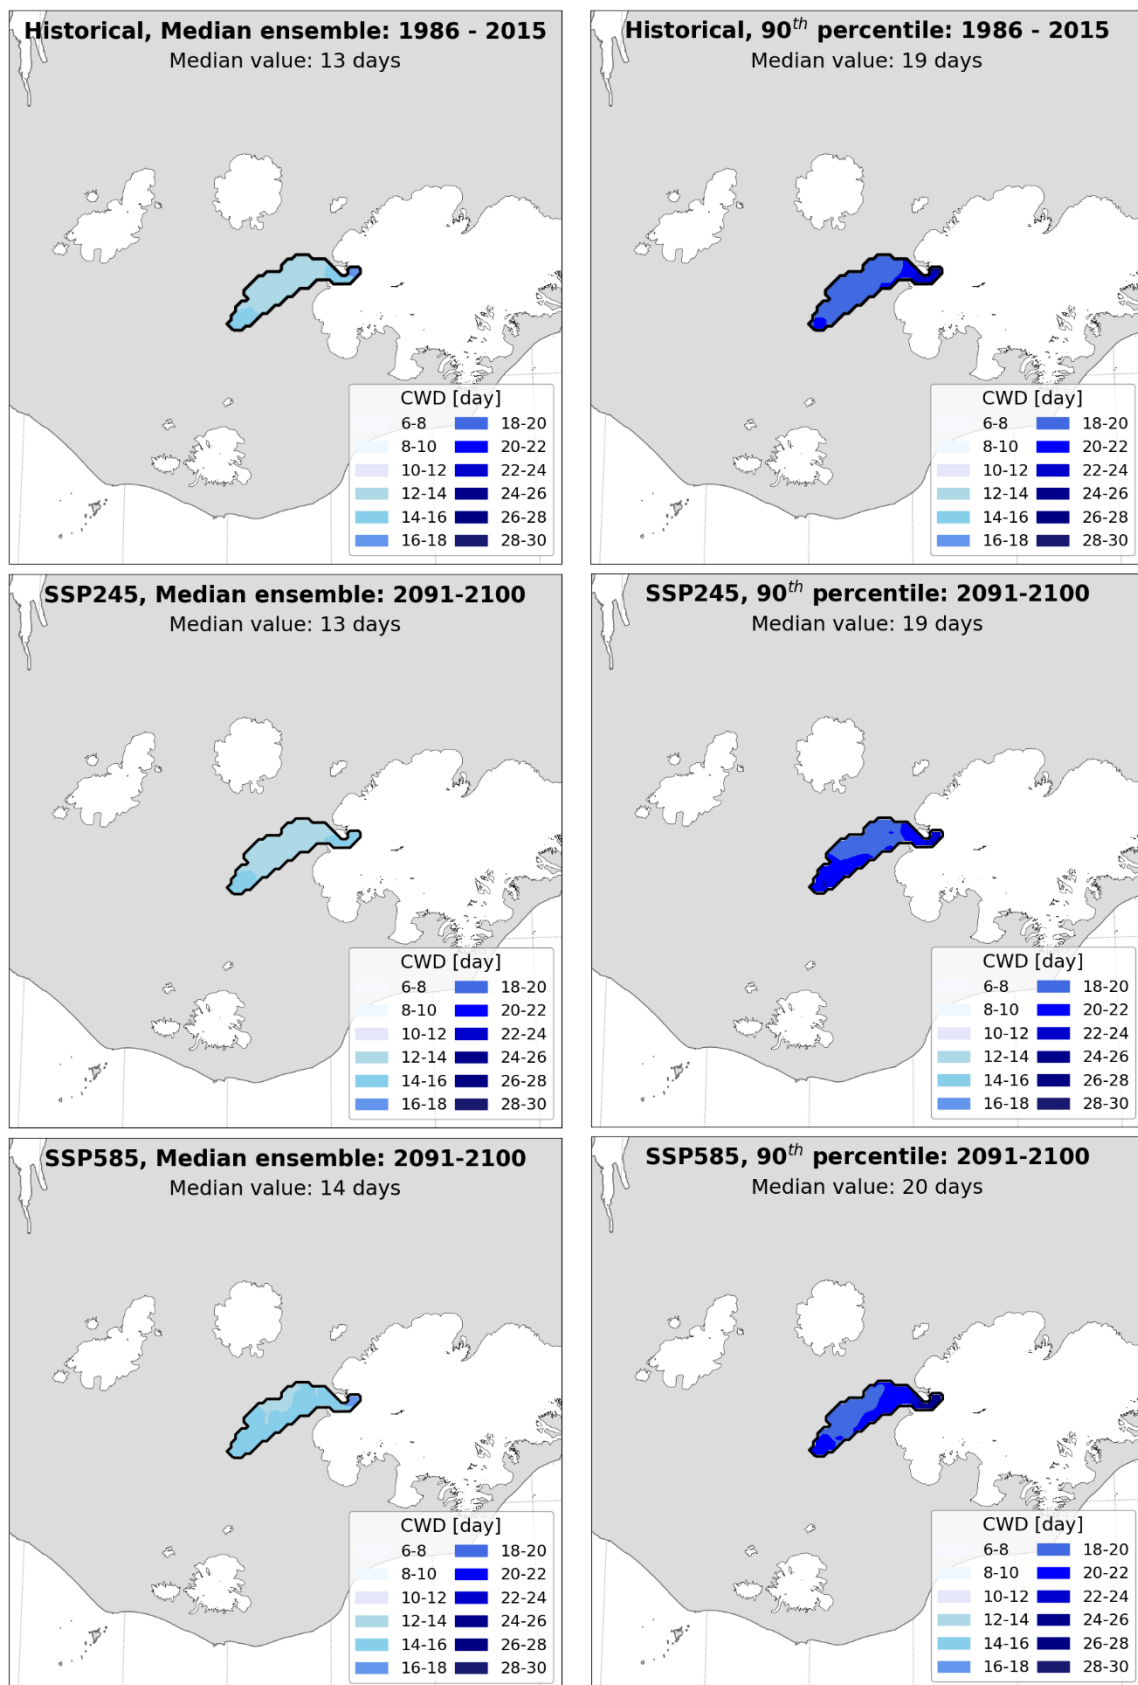 Historical, Median ensemble: 1986 - 2015
Median value: 13 days
CWD [day]
6-8 18-20
8-10 20-22
10-12 22-24
12-14 24-26
14-16 26-28
16-18 28-30
Historical, 90th percentile: 1986 - 2015
Median value: 19 days
CWD [day]
6-8 18-20
8-10 20-22
10-12 22-24
12-14 24-26
14-16 26-28
16-18 28-30
SSP245, Median ensemble: 2091-2100
Median value: 13 days
CWD [day]
6-8 18-20
8-10 20-22
10-12 22-24
12-14 24-26
14-16 26-28
16-18 28-30
SSP245, 90th percentile: 2091-2100
Median value: 19 days
CWD [day]
6-8 18-20
8-10 20-22
10-12 22-24
12-14 24-26
14-16 26-28
16-18 28-30
SSP585, Median ensemble: 2091-2100
Median value: 14 days
CWD [day]
6-8 18-20
8-10 20-22
10-12 22-24
12-14 24-26
14-16 26-28
16-18 28-30
SSP585, 90th percentile: 2091-2100
Median value: 20 days
CWD [day]
6-8 18-20
8-10 20-22
10-12 22-24
12-14 24-26
14-16 26-28
16-18 28-30